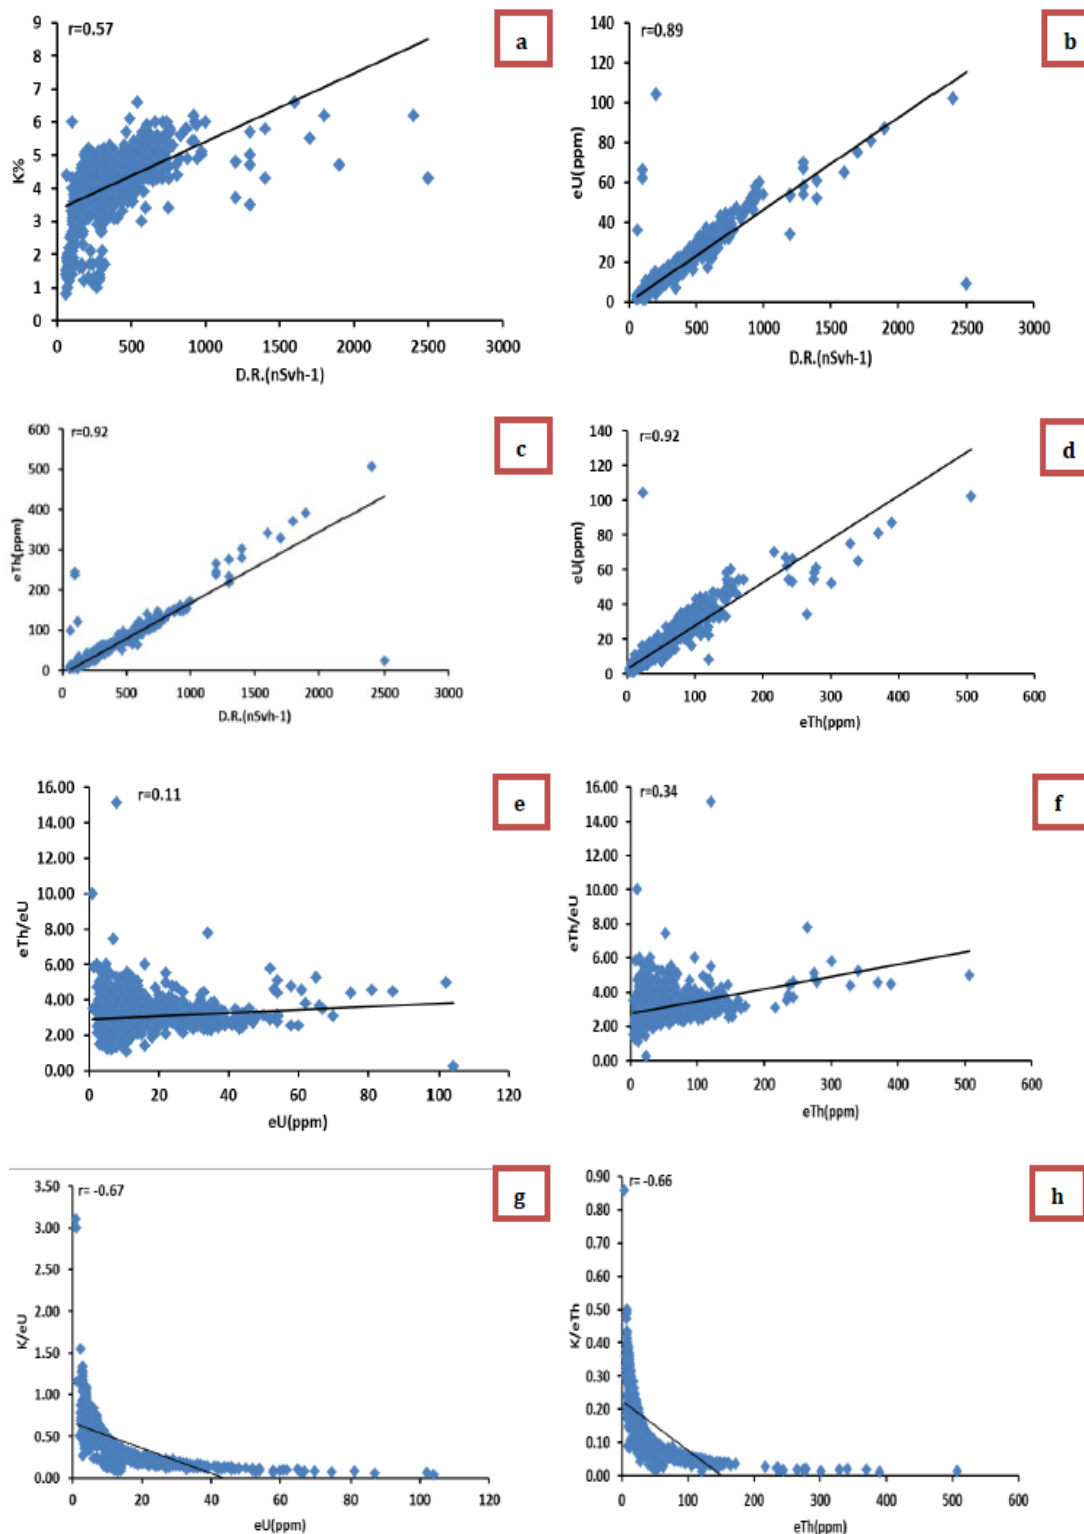 r=0.57
a
9
8
7
6
5
4
3
2
1
0
K%
0 500 1000 1500 2000 2500 3000
D.R.(nSvh-1)
r=0.89
b
140
120
100
80
60
40
20
0
eU(ppm)
0 500 1000 1500 2000 2500 3000
D.R.(nSvh-1)
r=0.92
c
600
500
400
300
200
100
0
eTh(ppm)
0 500 1000 1500 2000 2500 3000
D.R.(nSvh-1)
r=0.92
d
140
120
100
80
60
40
20
0
eU(ppm)
0 100 200 300 400 500 600
eTh(ppm)
r=0.11
e
16.00
14.00
12.00
10.00
8.00
6.00
4.00
2.00
0.00
eTh/eU
0 20 40 60 80 100 120
eU(ppm)
r=0.34
f
16.00
14.00
12.00
10.00
8.00
6.00
4.00
2.00
0.00
eTh/eU
0 100 200 300 400 500 600
eTh(ppm)
r= -0.67
g
3.50
3.00
2.50
2.00
1.50
1.00
0.50
0.00
K/eU
0 20 40 60 80 100 120
eU(ppm)
r= -0.66
h
0.90
0.80
0.70
0.60
0.50
0.40
0.30
0.20
0.10
0.00
K/eTh
0 100 200 300 400 500 600
eTh(ppm)